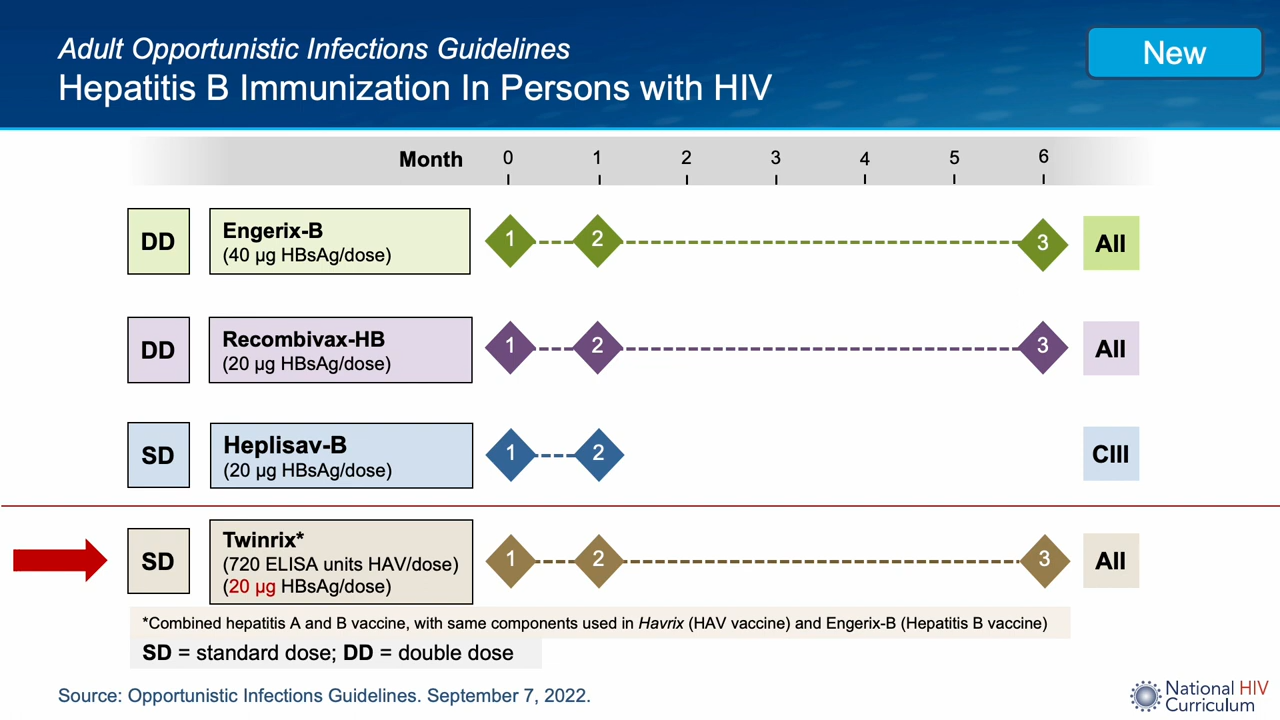 Adult Opportunistic Infections Guidelines
Hepatitis B Immunization In Persons with HIV
New
Month 0 1 2 3 4 5 6
DD Engerix-B 1 2 3 AII
(40 µg HBsAg/dose)
DD Recombivax-HB 1 2 3 AII
(20 µg HBsAg/dose)
SD Heplisav-B 1 2 CIII
(20 µg HBsAg/dose)
SD Twinrix* 1 2 3 AII
(720 ELISA units HAV/dose)
(20 µg HBsAg/dose)
*Combined hepatitis A and B vaccine, with same components used in Havrix (HAV vaccine) and Engerix-B (Hepatitis B vaccine)
SD = standard dose; DD = double dose
Source: Opportunistic Infections Guidelines. September 7, 2022.
National HIV
Curriculum